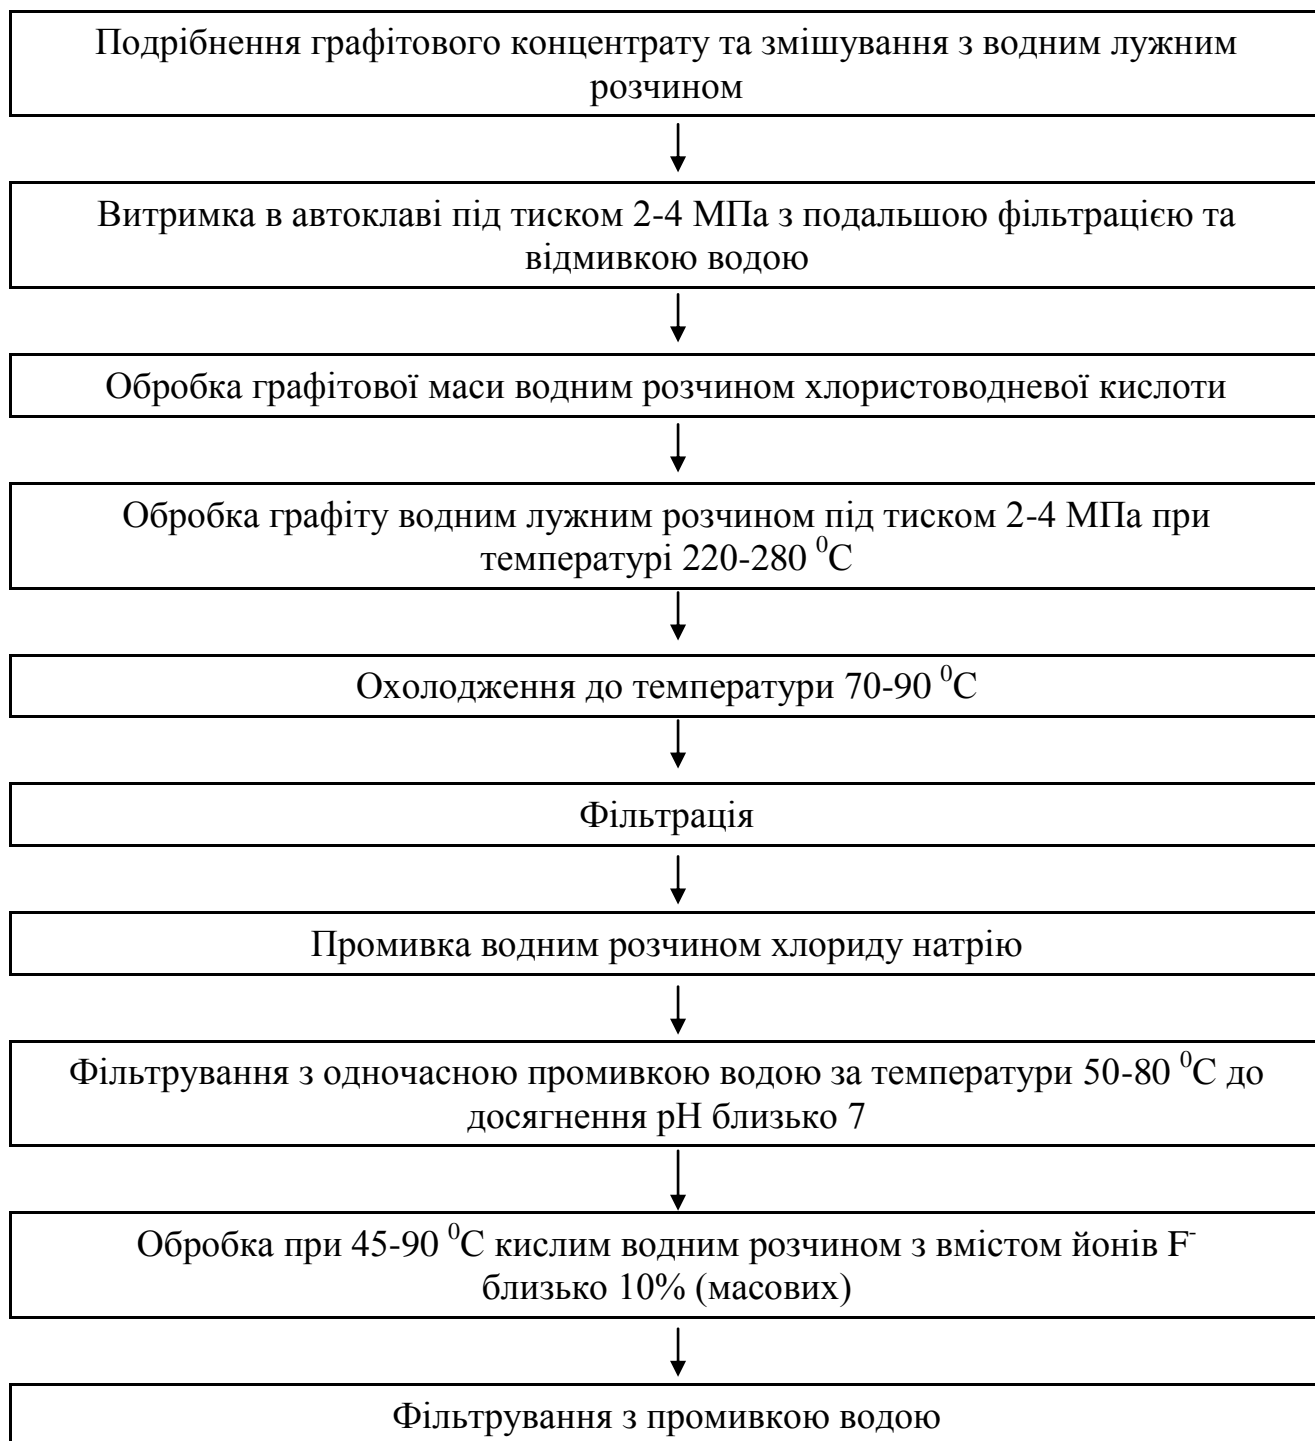 Подрібнення графітового концентрату та змішування з водним лужним
розчином
Витримка в автоклаві під тиском 2-4 МПа з подальшою фільтрацією та
відмивкою водою
Обробка графітової маси водним розчином хлористоводневої кислоти
Обробка графіту водним лужним розчином під тиском 2-4 МПа при
температурі 220-280 ⁰С
Охолодження до температури 70-90 ⁰С
Фільтрація
Промивка водним розчином хлориду натрію
Фільтрування з одночасною промивкою водою за температури 50-80 ⁰С до
досягнення рН близько 7
Обробка при 45-90 ⁰С кислим водним розчином з вмістом йонів F⁻
близько 10% (масових)
Фільтрування з промивкою водою